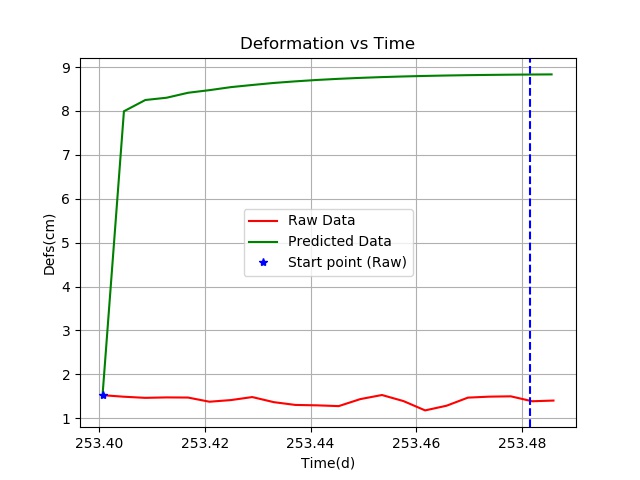 Deformation vs Time
Defs(cm)
9
8
7
6
5
4
3
2
1
Raw Data
Predicted Data
Start point (Raw)
253.40 253.42 253.44 253.46 253.48
Time(d)